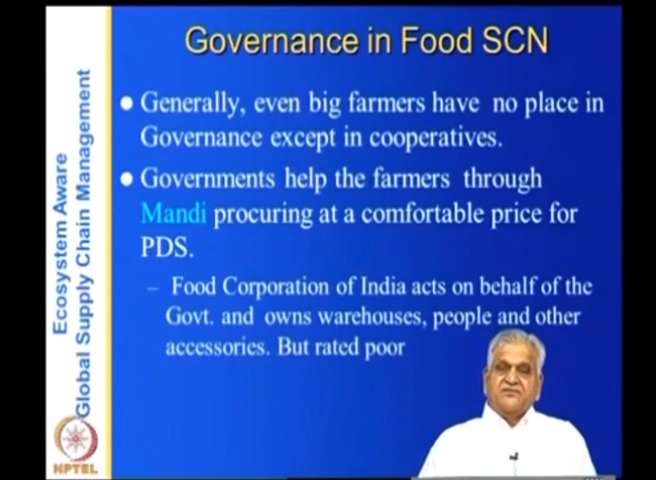 Governance in Food SCN
Generally, even big farmers have no place in
Governance except in cooperatives.
Governments help the farmers through
Mandi procuring at a comfortable price for
PDS.
– Food Corporation of India acts on behalf of the
Govt. and owns warehouses, people and other
accessories. But rated poor
Ecosystem Aware
Global Supply Chain Management
NPTEL